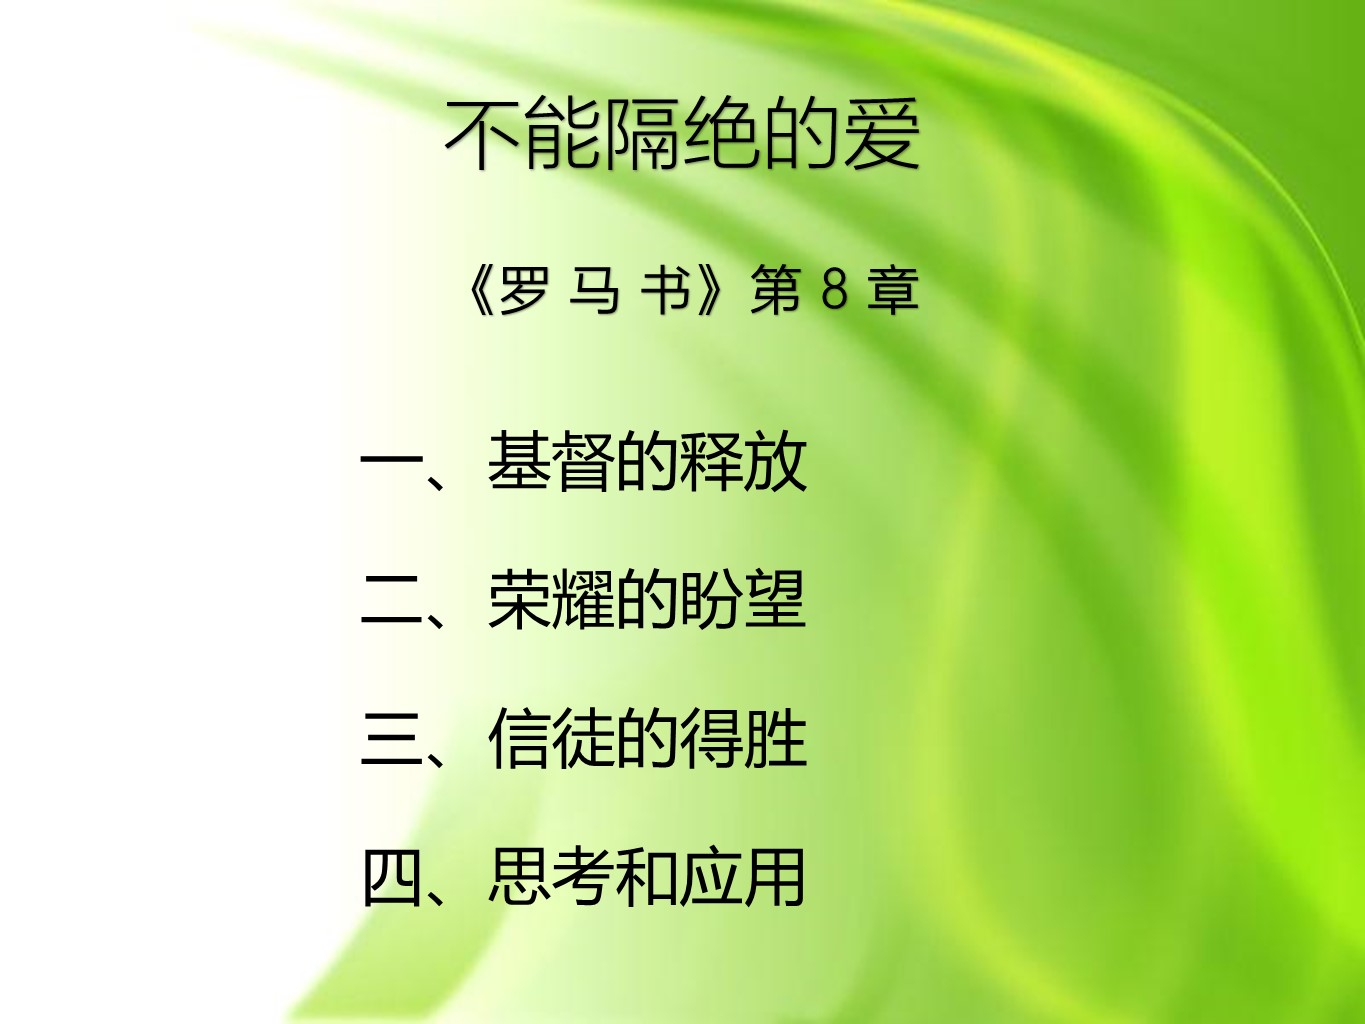 不能隔绝的爱
《罗 马 书》第 8 章
一、基督的释放
二、荣耀的盼望
三、信徒的得胜
四、思考和应用